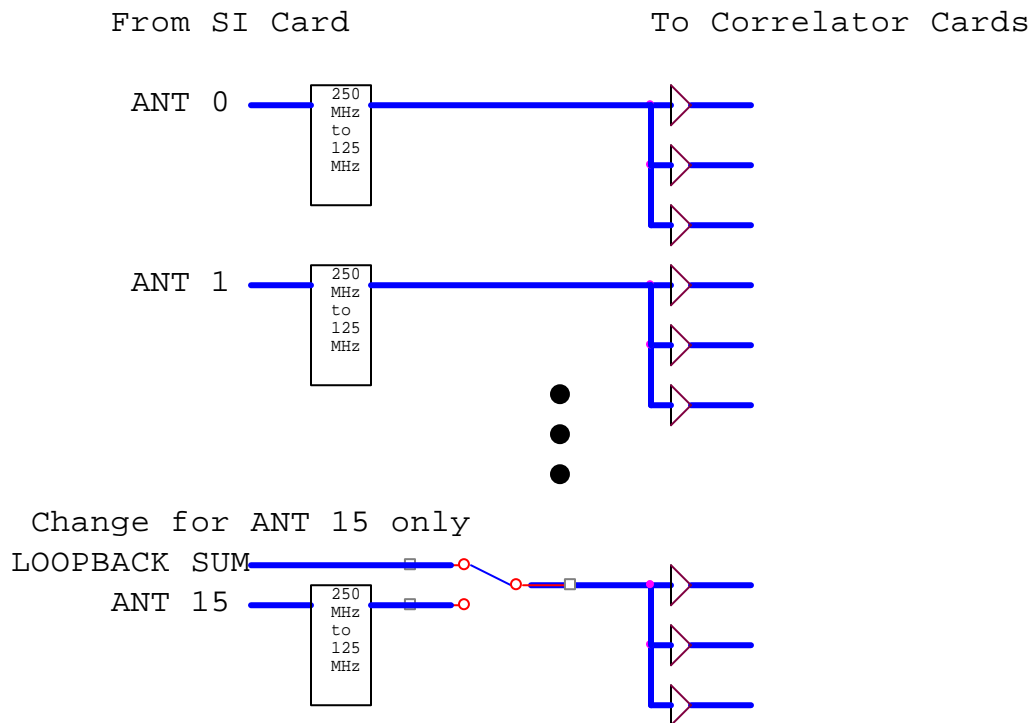 From SI Card
To Correlator Cards
ANT 0
250
MHz
to
125
MHz
ANT 1
250
MHz
to
125
MHz
Change for ANT 15 only
LOOPBACK SUM
ANT 15
250
MHz
to
125
MHz